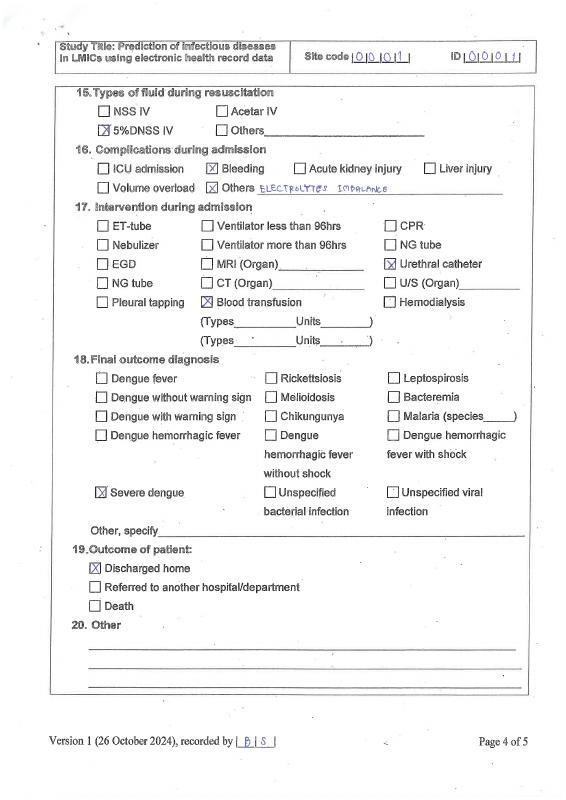 Study Title: Prediction of infectious diseases
in LMICs using electronic health record data
Site code |0|0|0|1| ID|0|0|0|1|
15. Types of fluid during resuscitation
☐ NSS IV ☐ Acetar IV
☒ 5%DNSS IV ☐ Others____
16. Complications during admission
☐ ICU admission ☒ Bleeding ☐ Acute kidney injury ☐ Liver injury
☐ Volume overload ☒ Others ELECTROLYTES IMBALANCE
17. Intervention during admission
☐ ET-tube ☐ Ventilator less than 96hrs ☐ CPR
☐ Nebulizer ☐ Ventilator more than 96hrs ☐ NG tube
☐ EGD ☐ MRI (Organ)____ ☒ Urethral catheter
☐ NG tube ☐ CT (Organ)____ ☐ U/S (Organ)____
☐ Pleural tapping ☒ Blood transfusion ☐ Hemodialysis
(Types____Units____)
(Types____Units____)
18. Final outcome diagnosis
☐ Dengue fever ☐ Rickettsiosis ☐ Leptospirosis
☐ Dengue without warning sign ☐ Melioidosis ☐ Bacteremia
☐ Dengue with warning sign ☐ Chikungunya ☐ Malaria (species____)
☐ Dengue hemorrhagic fever ☐ Dengue ☐ Dengue hemorrhagic
hemorrhagic fever fever with shock
without shock
☒ Severe dengue ☐ Unspecified ☐ Unspecified viral
bacterial infection infection
Other, specify____
19. Outcome of patient:
☒ Discharged home
☐ Referred to another hospital/department
☐ Death
20. Other
Version 1 (26 October 2024), recorded by | B | S | Page 4 of 5